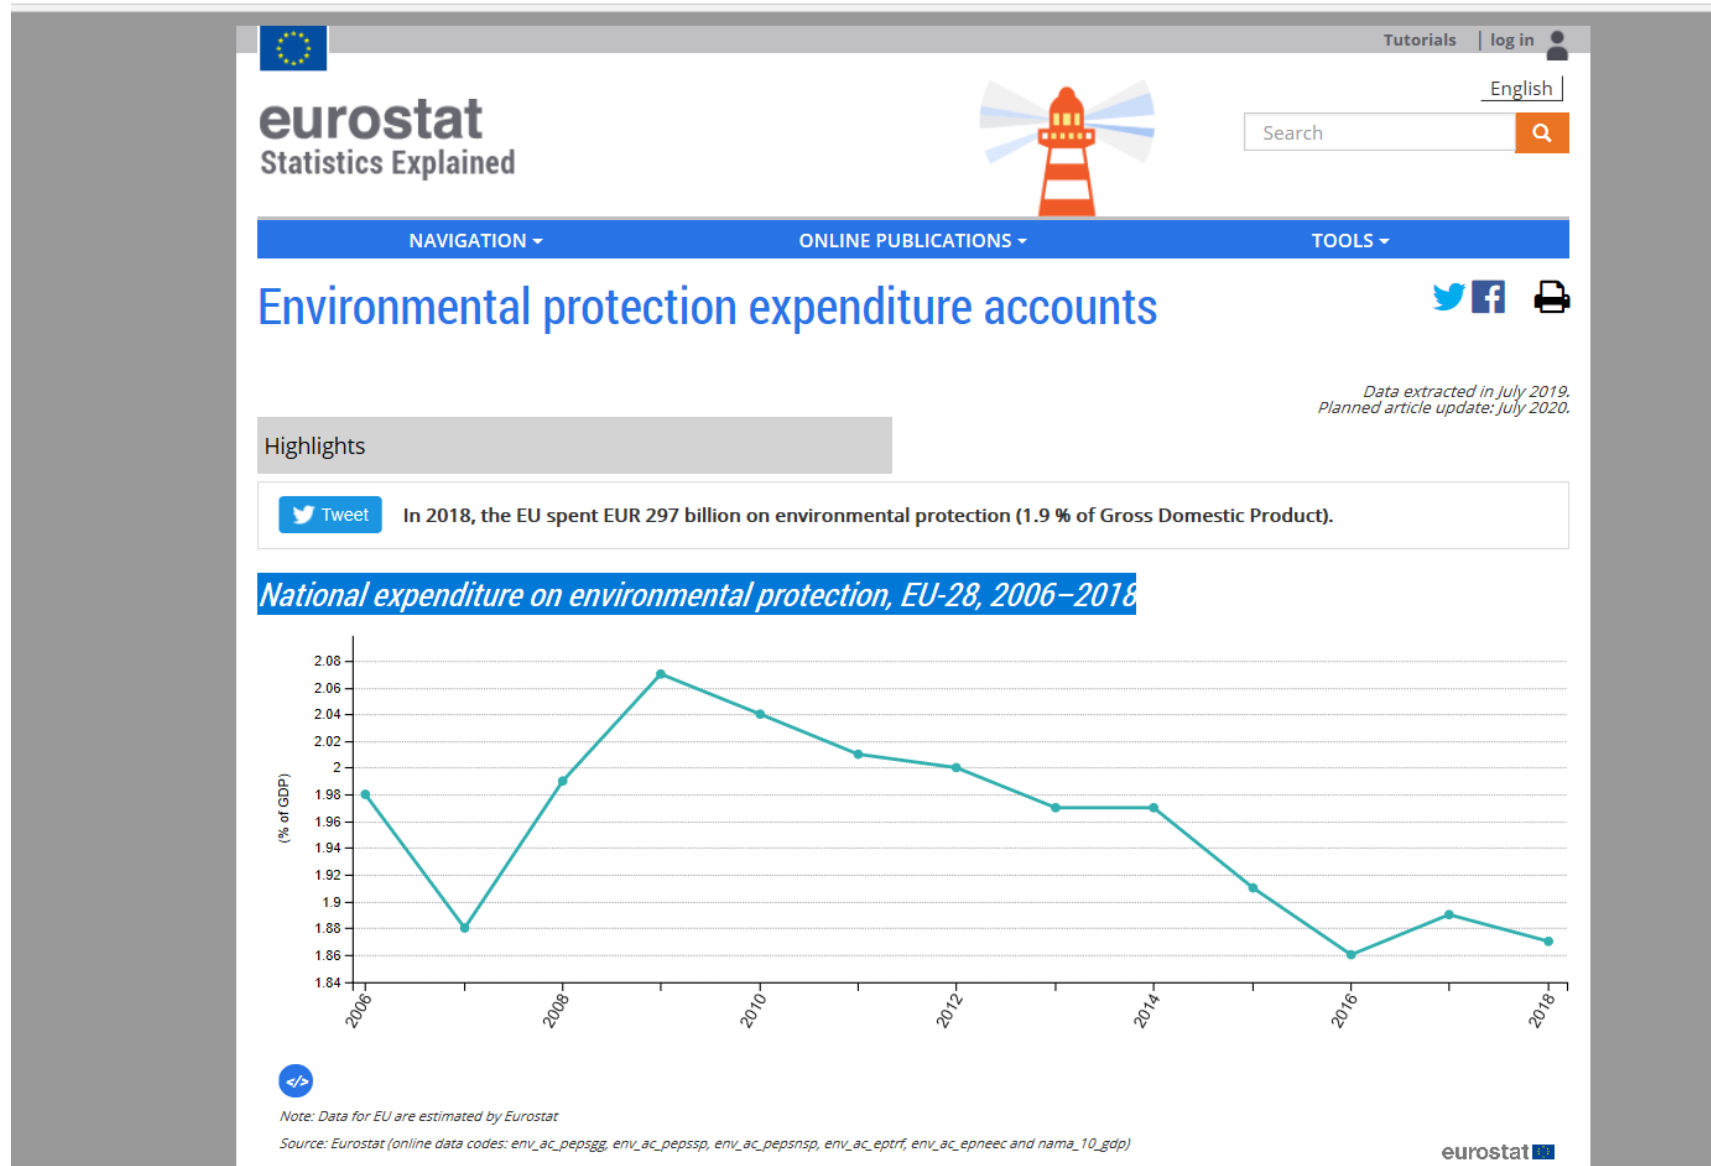 Tutorials | log in
English
eurostat
Statistics Explained
Search
NAVIGATION ONLINE PUBLICATIONS TOOLS
Environmental protection expenditure accounts
Data extracted in July 2019.
Planned article update: July 2020.
Highlights
Tweet In 2018, the EU spent EUR 297 billion on environmental protection (1.9 % of Gross Domestic Product).
National expenditure on environmental protection, EU-28, 2006–2018
(% of GDP)
2.08
2.06
2.04
2.02
2
1.98
1.96
1.94
1.92
1.9
1.88
1.86
1.84
2006 2008 2010 2012 2014 2016 2018
</>
Note: Data for EU are estimated by Eurostat
Source: Eurostat (online data codes: env_ac_pepsgg, env_ac_pepssp, env_ac_pepsnsp, env_ac_eptrf, env_ac_epneec and nama_10_gdp)
eurostat